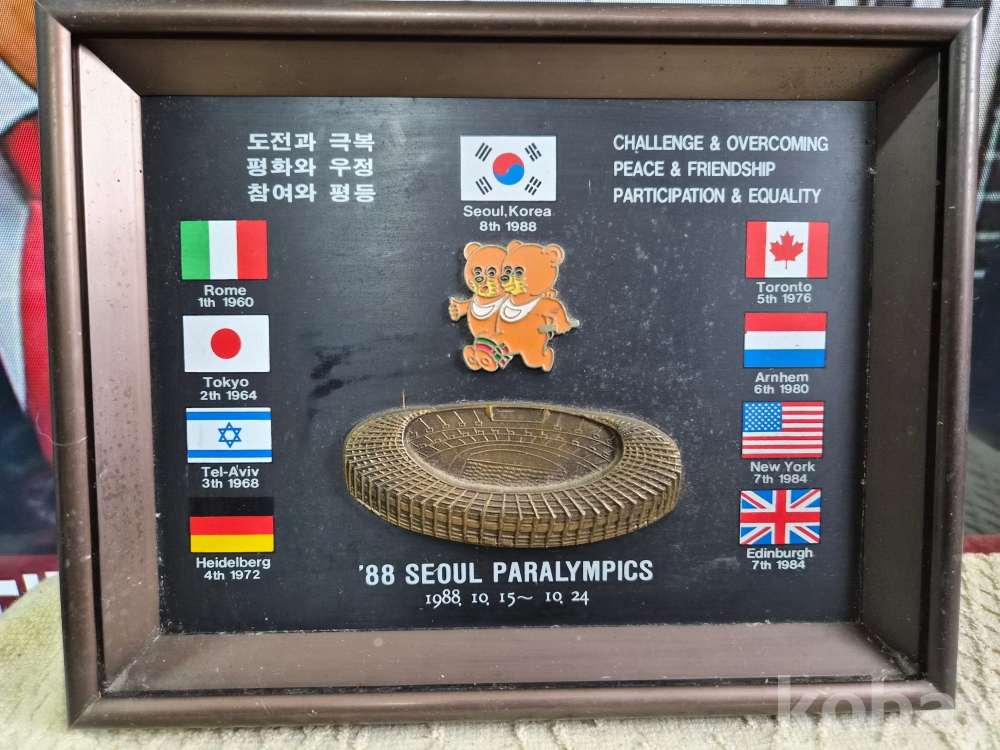 도전과 극복
평화와 우정
참여와 평등
CHALLENGE & OVERCOMING
PEACE & FRIENDSHIP
PARTICIPATION & EQUALITY
Seoul,Korea
8th 1988
Rome
1th 1960
Tokyo
2th 1964
Tel-Aviv
3th 1968
Heidelberg
4th 1972
Toronto
5th 1976
Arnhem
6th 1980
New York
7th 1984
Edinburgh
7th 1984
'88 SEOUL PARALYMPICS
1988. 10. 15~ 10. 24
koba